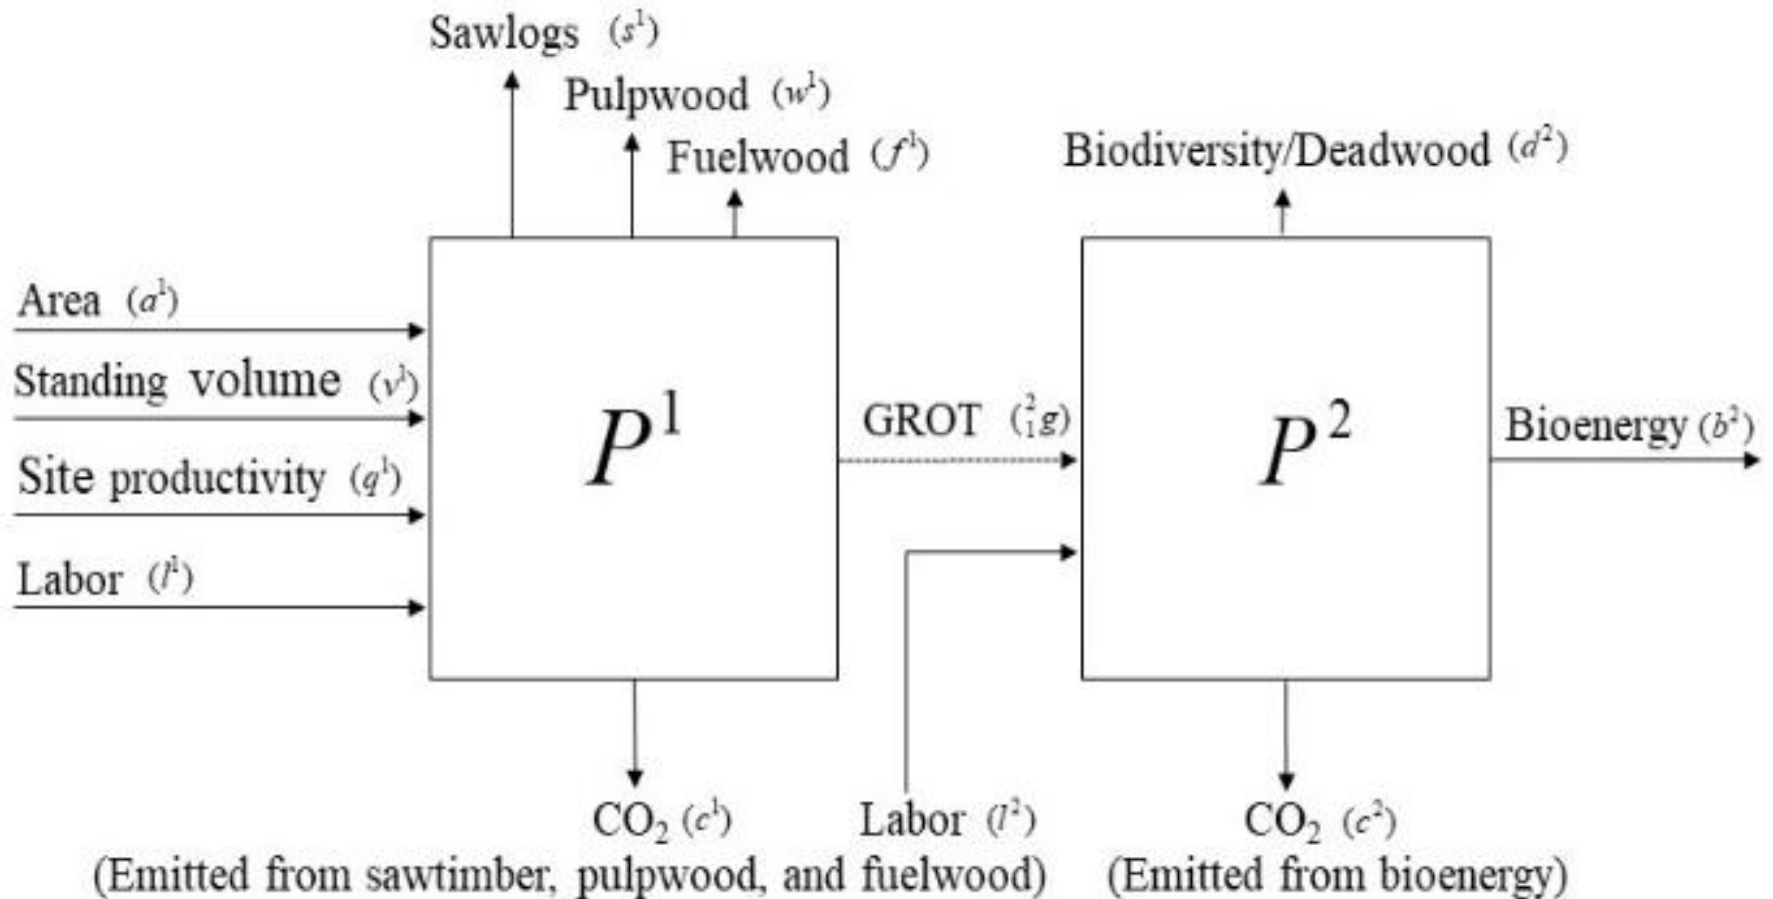 Sawlogs (s¹)
Pulpwood (w¹)
Fuelwood (f¹)
Biodiversity/Deadwood (d²)
Area (a¹)
Standing volume (v¹)
Site productivity (q¹)
Labor (l¹)
P¹
GROT (²₁g)
P²
Bioenergy (b²)
CO₂ (c¹)
(Emitted from sawtimber, pulpwood, and fuelwood)
Labor (l²)
CO₂ (c²)
(Emitted from bioenergy)